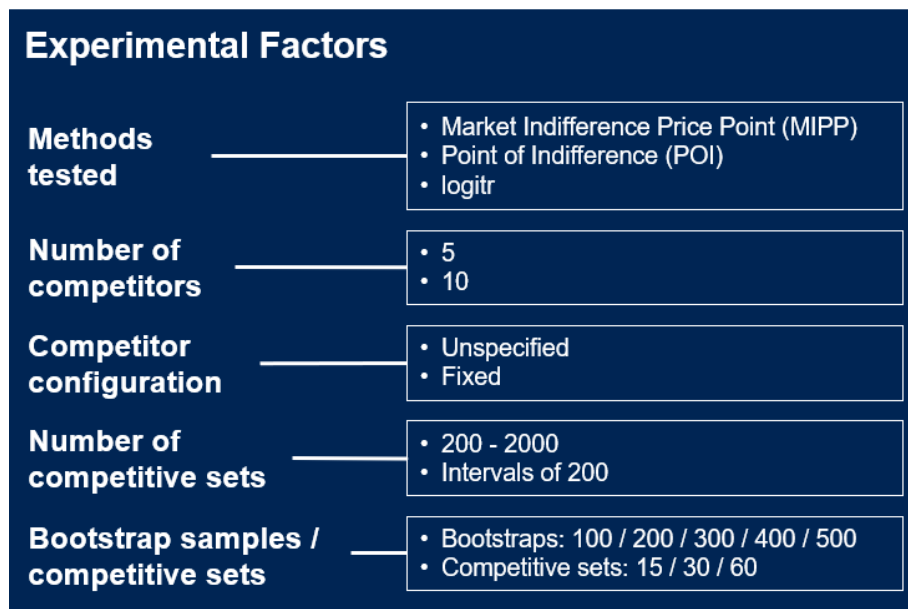 Experimental Factors
Methods
tested
• Market Indifference Price Point (MIPP)
• Point of Indifference (POI)
• logitr
Number of
competitors
• 5
• 10
Competitor
configuration
• Unspecified
• Fixed
Number of
competitive sets
• 200 - 2000
• Intervals of 200
Bootstrap samples /
competitive sets
• Bootstraps: 100 / 200 / 300 / 400 / 500
• Competitive sets: 15 / 30 / 60